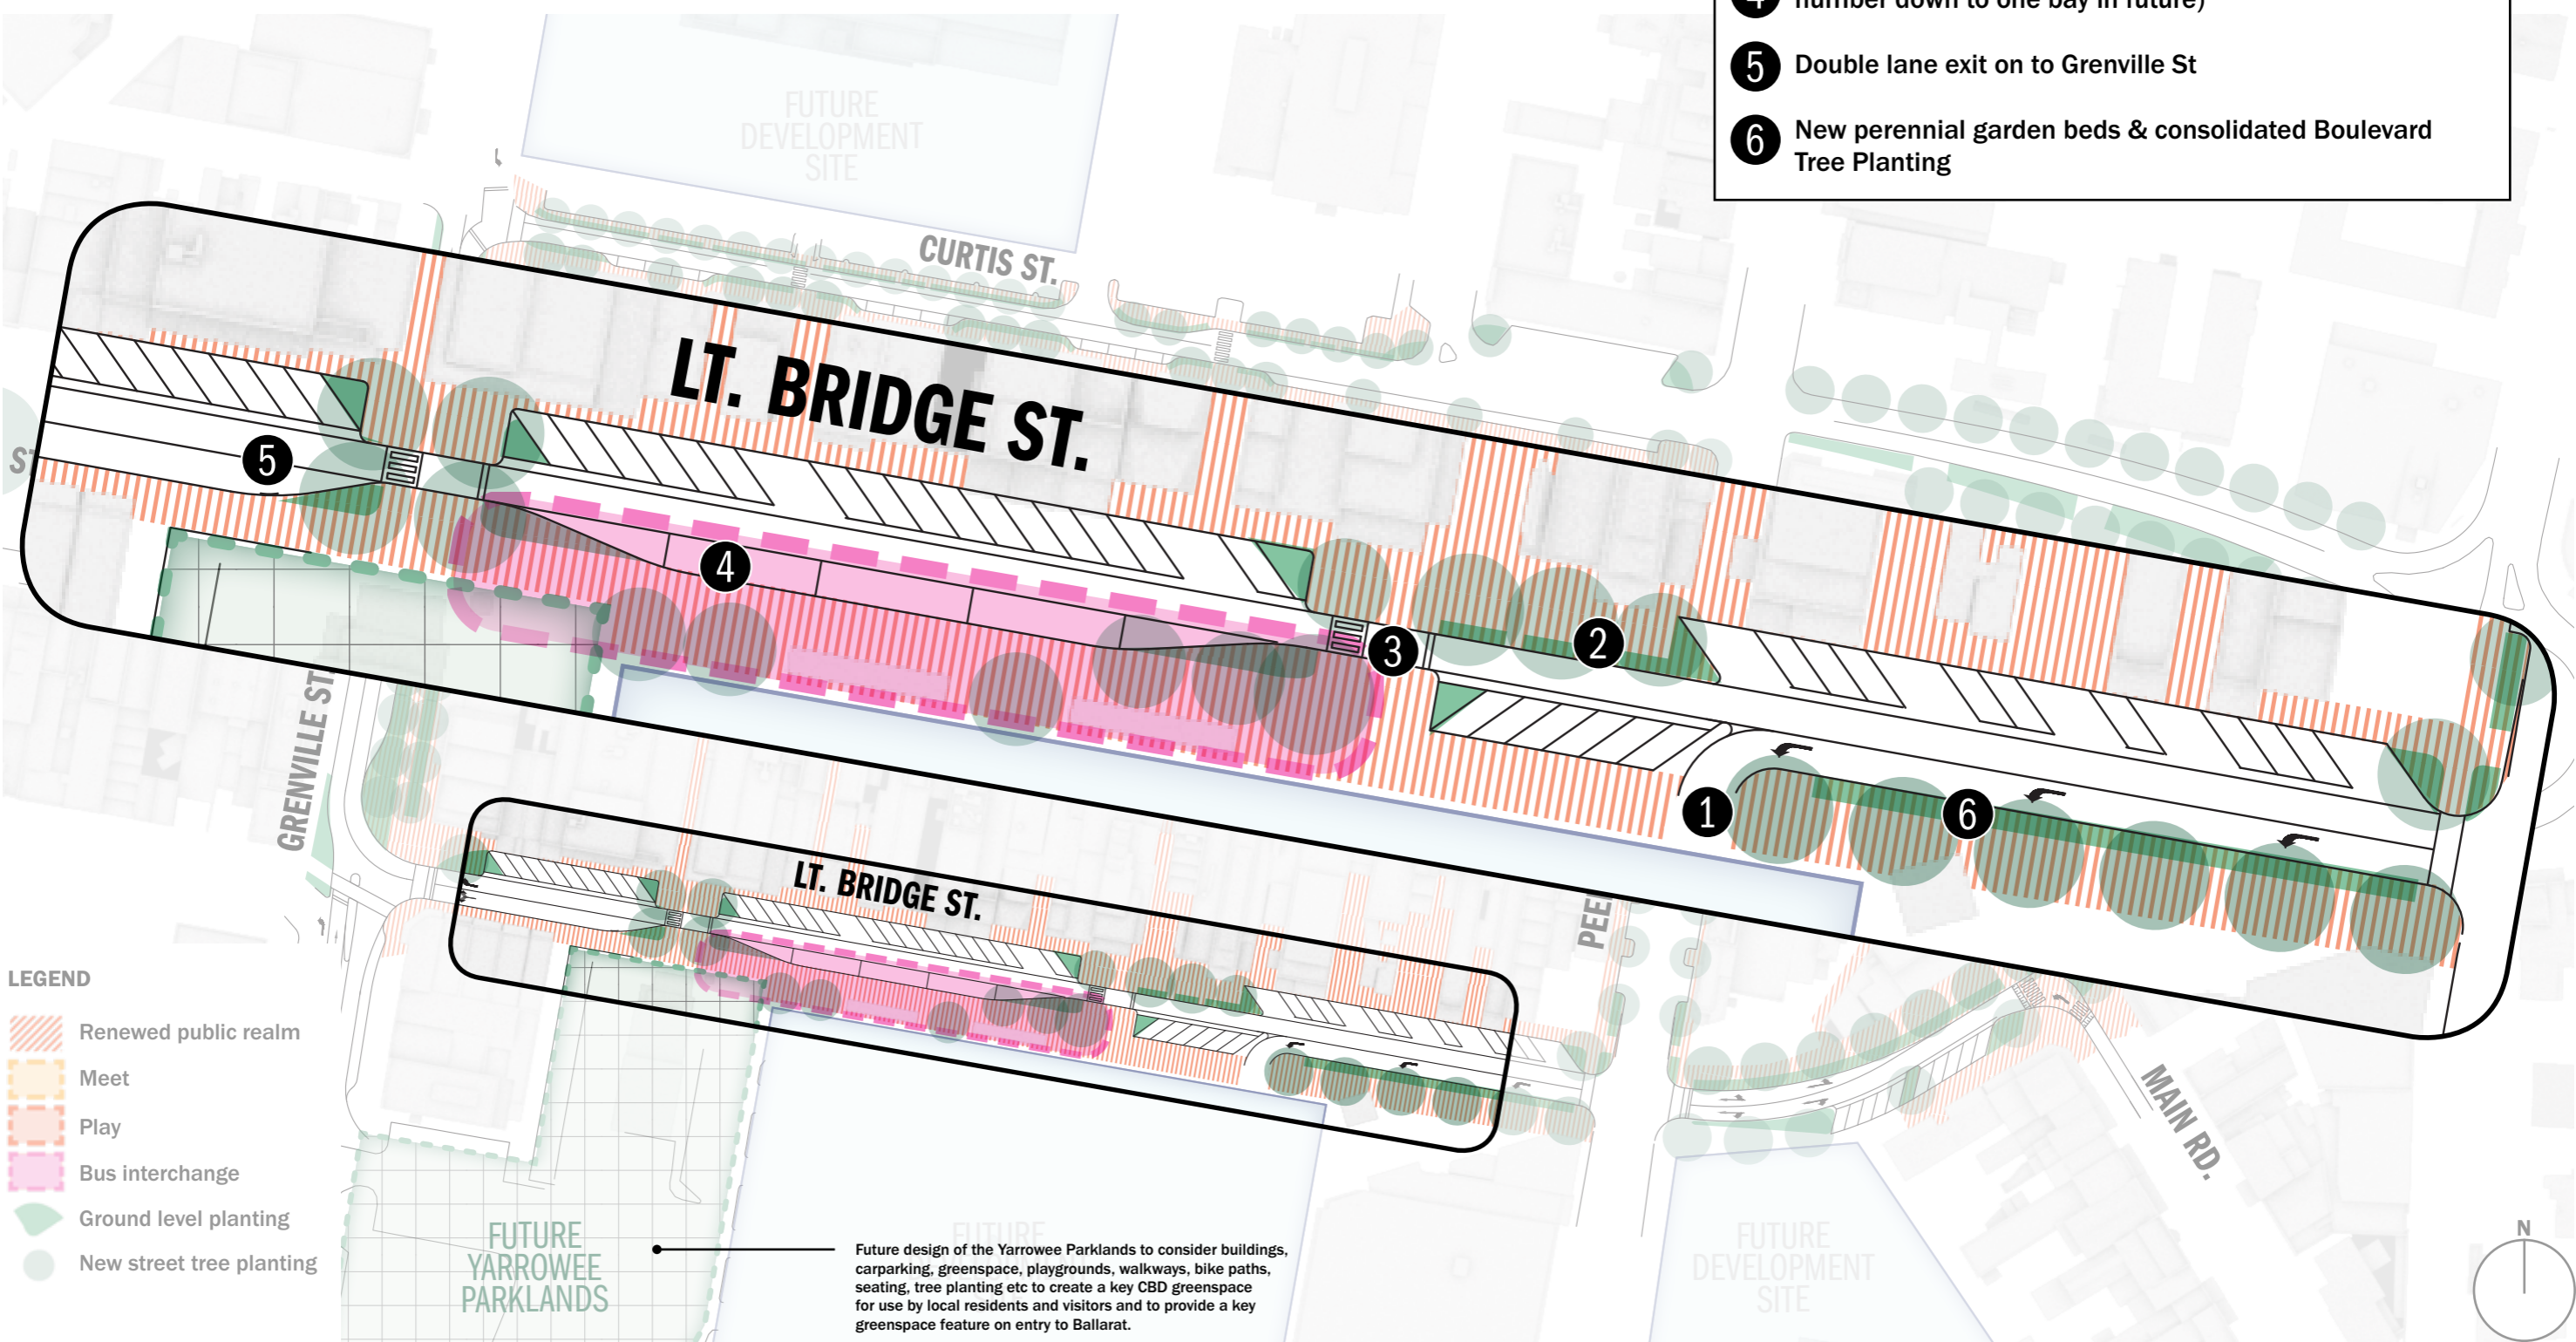 4
number down to one bay in future)
5
Double lane exit on to Grenville St
6
New perennial garden beds & consolidated Boulevard
Tree Planting
FUTURE
DEVELOPMENT
SITE
CURTIS ST.
LT. BRIDGE ST.
ST
5
4
3
2
1
6
GRENVILLE ST
LT. BRIDGE ST.
PEE
MAIN RD.
LEGEND
Renewed public realm
Meet
Play
Bus interchange
Ground level planting
New street tree planting
FUTURE
YARROWEE
PARKLANDS
FUTURE
Future design of the Yarrowee Parklands to consider buildings,
carparking, greenspace, playgrounds, walkways, bike paths,
seating, tree planting etc to create a key CBD greenspace
for use by local residents and visitors and to provide a key
greenspace feature on entry to Ballarat.
FUTURE
DEVELOPMENT
SITE
N